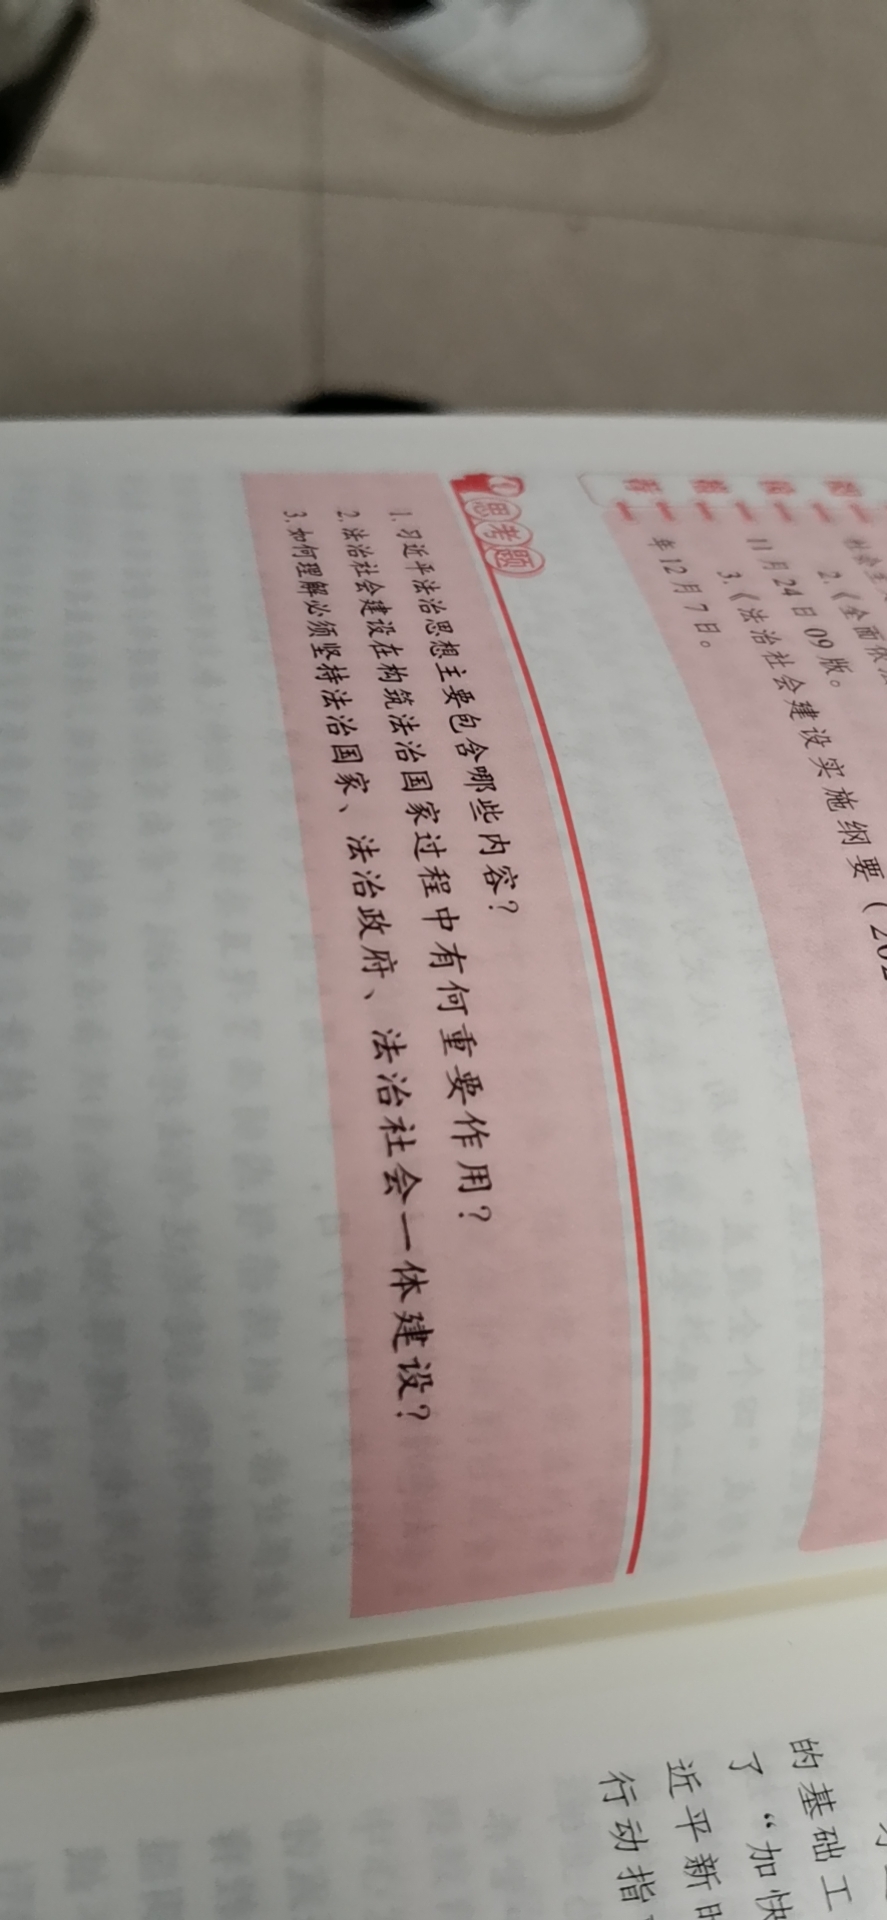 2.《全面依
11月24日09版。
3.《法治社会建设实施纲要（202
年12月7日。
思考题
1.习近平法治思想主要包含哪些内容？
2.法治社会建设在构筑法治国家过程中有何重要作用？
3.如何理解必须坚持法治国家、法治政府、法治社会一体建设？
的基础工
了“加快
近平新时
行动指